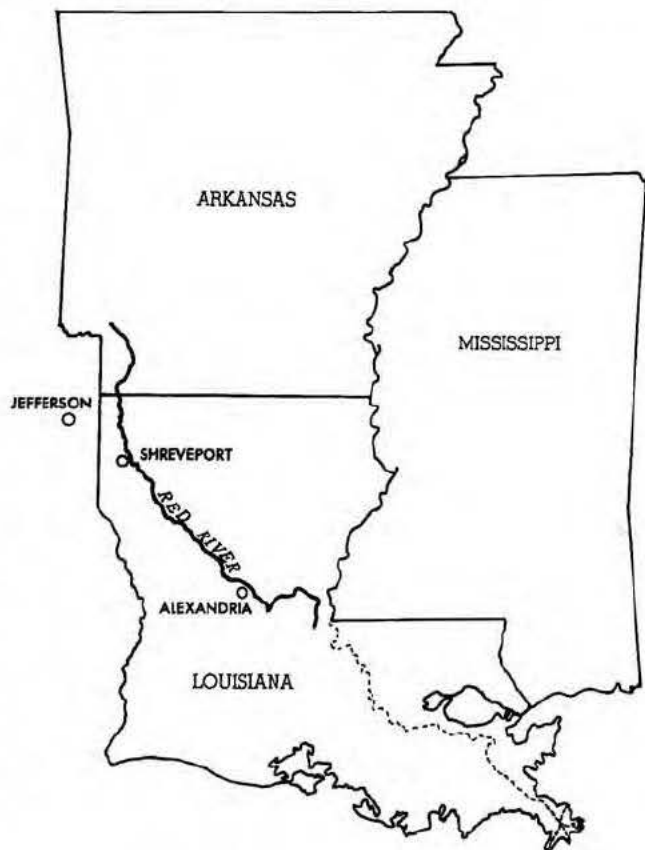 ARKANSAS
MISSISSIPPI
JEFFERSON
SHREVEPORT
RED RIVER
ALEXANDRIA
LOUISIANA